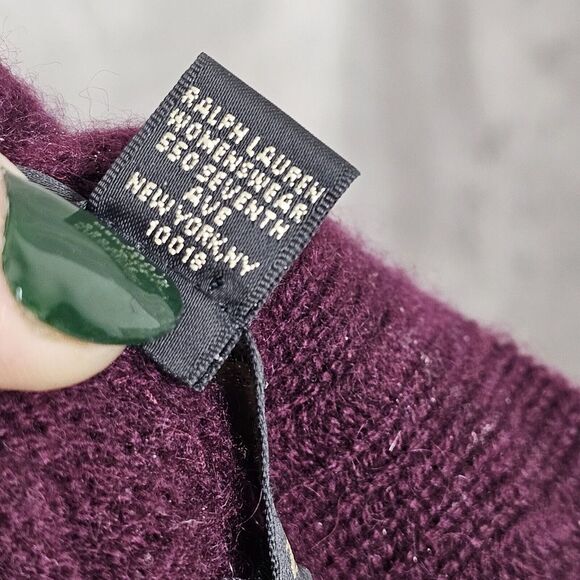 RALPH LAUREN
WOMENSWEAR
550 SEVENTH
AVE
NEW YORK, NY
10018